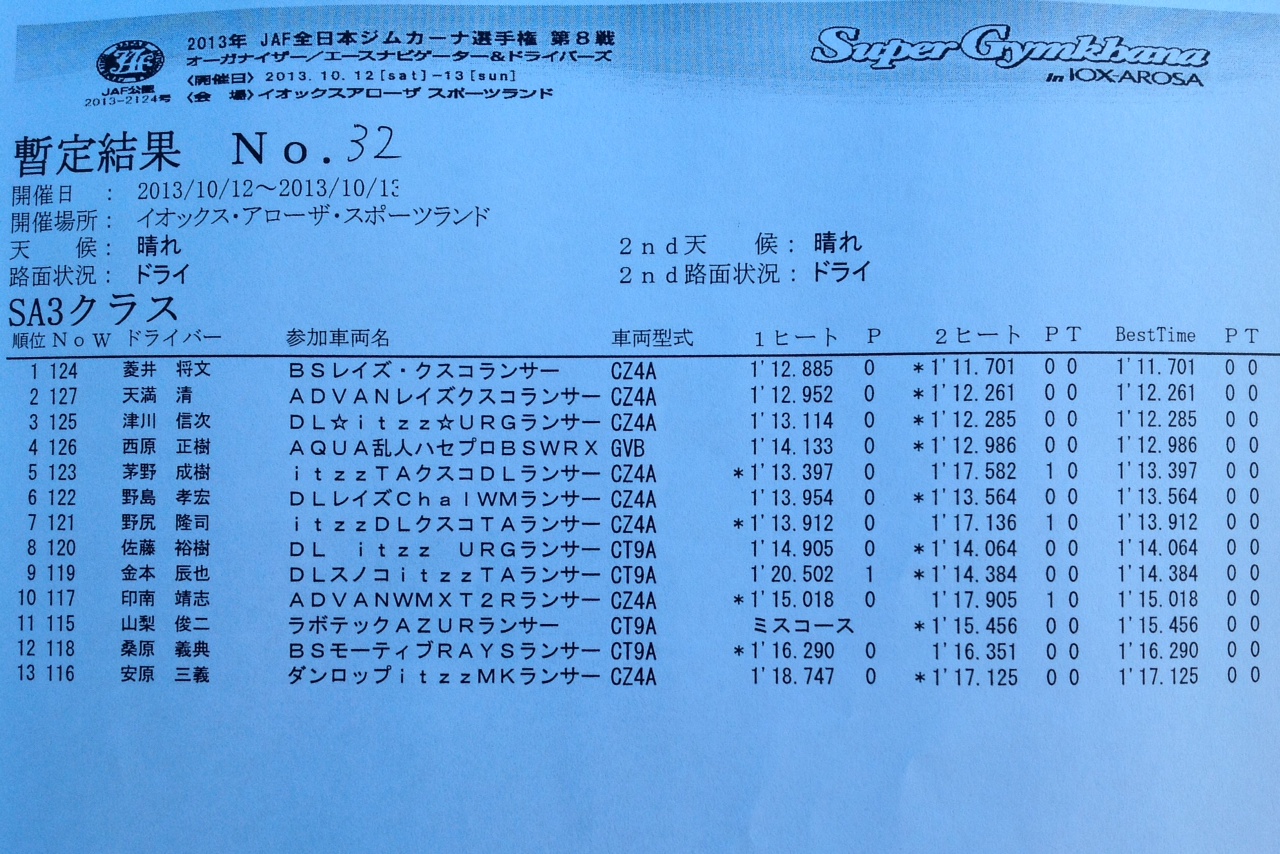 2013年 JAF全日本ジムカーナ選手権 第8戦
オーガナイザー/エースナビゲーター&ドライバーズ
〈開催日〉2013.10.12[sat]-13[sun]
〈会 場〉イオックスアローザ スポーツランド
JAF公認
2013-2124号
Super Gymkhana
in IOX-AROSA
暫定結果 No.32
開催日 : 2013/10/12～2013/10/13
開催場所: イオックス・アローザ・スポーツランド
天 候: 晴れ 2nd天 候: 晴れ
路面状況: ドライ 2nd路面状況: ドライ
SA3クラス
順位 No W ドライバー 参加車両名 車両型式 1ヒート P 2ヒート P T BestTime P T
1 124 菱井 将文 BSレイズ・クスコランサー CZ4A 1'12.885 0 *1'11.701 0 0 1'11.701 0 0
2 127 天満 清 ADVANレイズクスコランサー CZ4A 1'12.952 0 *1'12.261 0 0 1'12.261 0 0
3 125 津川 信次 DL☆itzz☆URGランサー CZ4A 1'13.114 0 *1'12.285 0 0 1'12.285 0 0
4 126 西原 正樹 AQUA乱人ハセプロBSWRX GVB 1'14.133 0 *1'12.986 0 0 1'12.986 0 0
5 123 茅野 成樹 itzzTAクスコDLランサー CZ4A *1'13.397 0 1'17.582 1 0 1'13.397 0 0
6 122 野島 孝宏 DLレイズChalWMランサー CZ4A 1'13.954 0 *1'13.564 0 0 1'13.564 0 0
7 121 野尻 隆司 itzzDLクスコTAランサー CZ4A *1'13.912 0 1'17.136 1 0 1'13.912 0 0
8 120 佐藤 裕樹 DL itzz URGランサー CT9A 1'14.905 0 *1'14.064 0 0 1'14.064 0 0
9 119 金本 辰也 DLスノコitzzTAランサー CT9A 1'20.502 1 *1'14.384 0 0 1'14.384 0 0
10 117 印南 靖志 ADVANWMXT2Rランサー CZ4A *1'15.018 0 1'17.905 1 0 1'15.018 0 0
11 115 山梨 俊二 ラボテックAZURランサー CT9A ミスコース *1'15.456 0 0 1'15.456 0 0
12 118 桑原 義典 BSモーティブRAYSランサー CT9A *1'16.290 0 1'16.351 0 0 1'16.290 0 0
13 116 安原 三義 ダンロップitzzMKランサー CZ4A 1'18.747 0 *1'17.125 0 0 1'17.125 0 0